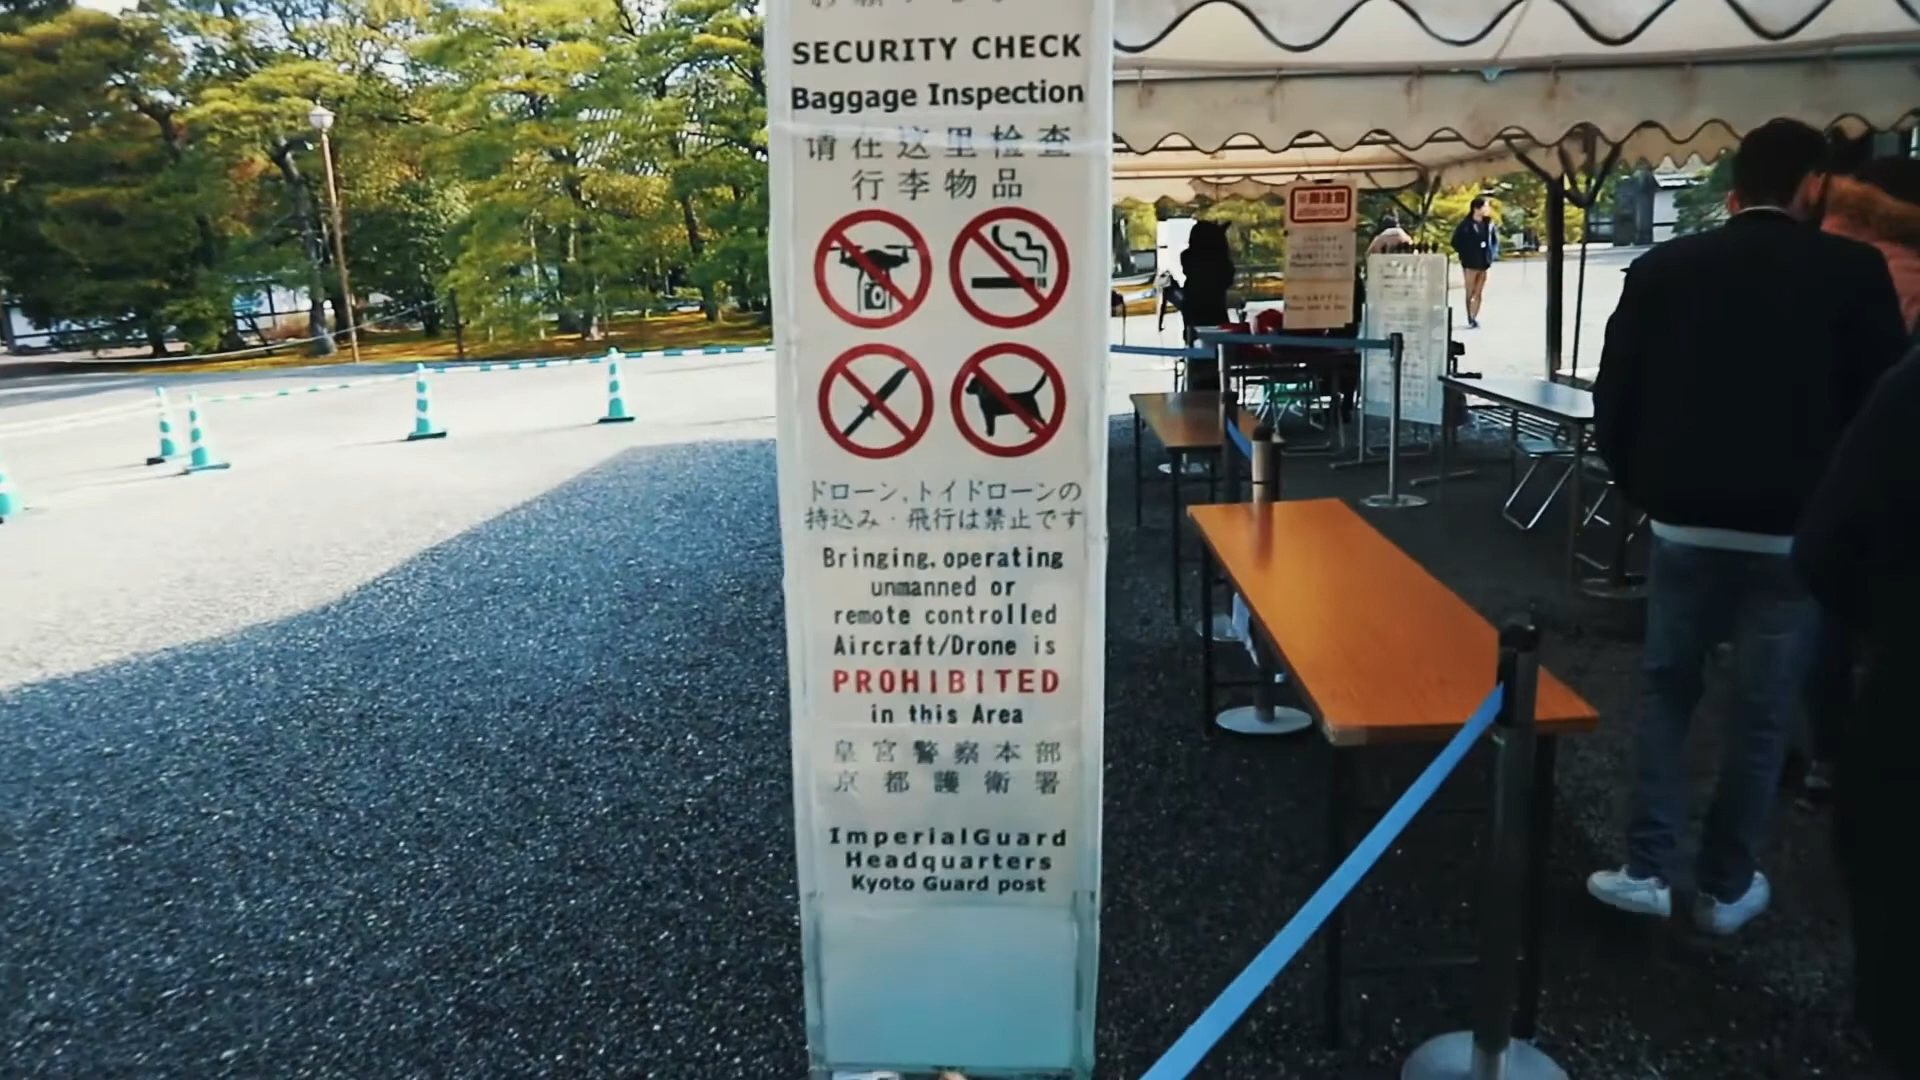 SECURITY CHECK
Baggage Inspection
请在这里检查
行李物品
ドローン,トイドローンの
持込み・飛行は禁止です
Bringing, operating
unmanned or
remote controlled
Aircraft/Drone is
PROHIBITED
in this Area
皇宮警察本部
京都護衛署
ImperialGuard
Headquarters
Kyoto Guard post
attention